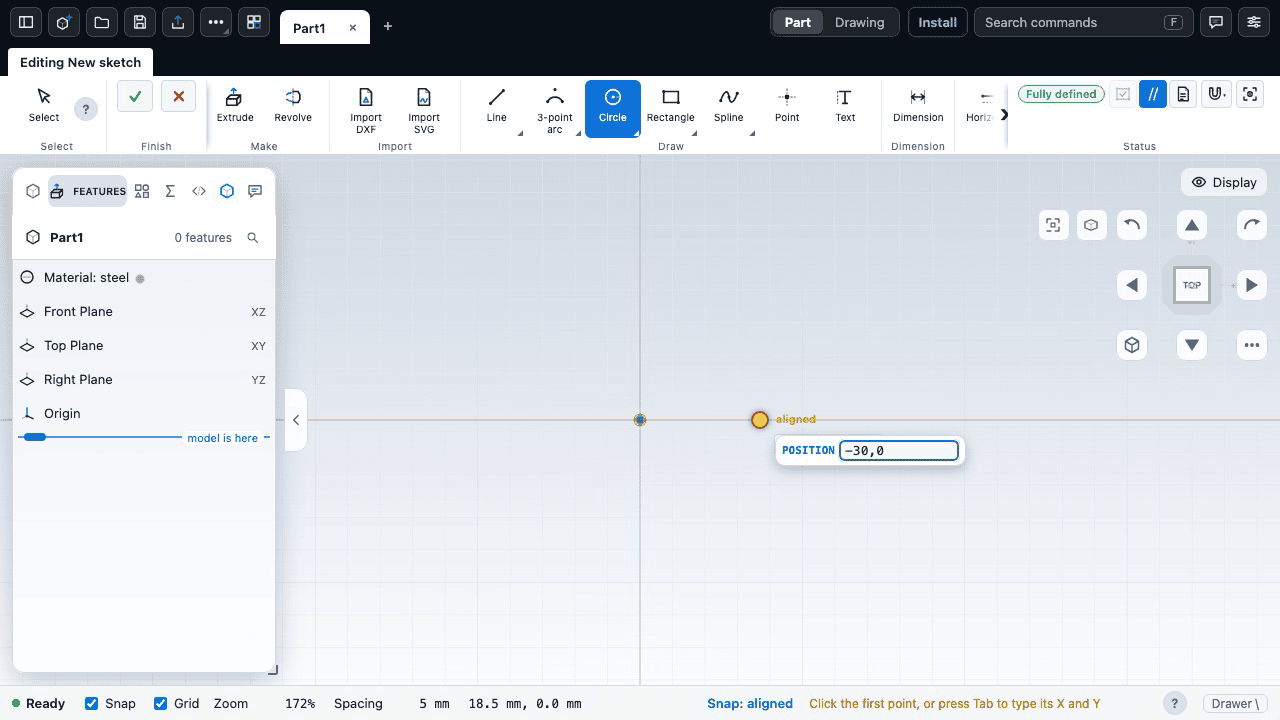 Part1 × +
Part Drawing Install Search commands F
Editing New sketch
Select ? Extrude Revolve Import DXF Import SVG Line 3-point arc Circle Rectangle Spline Point Text Dimension Fully defined
Select Finish Make Import Draw Dimension Status
FEATURES
Display
Part1 0 features
Material: steel
TOP
Front Plane XZ
Top Plane XY
Right Plane YZ
Origin
aligned
model is here
POSITION −30,0
Ready Snap Grid Zoom 172% Spacing 5 mm 18.5 mm, 0.0 mm Snap: aligned Click the first point, or press Tab to type its X and Y ? Drawer \